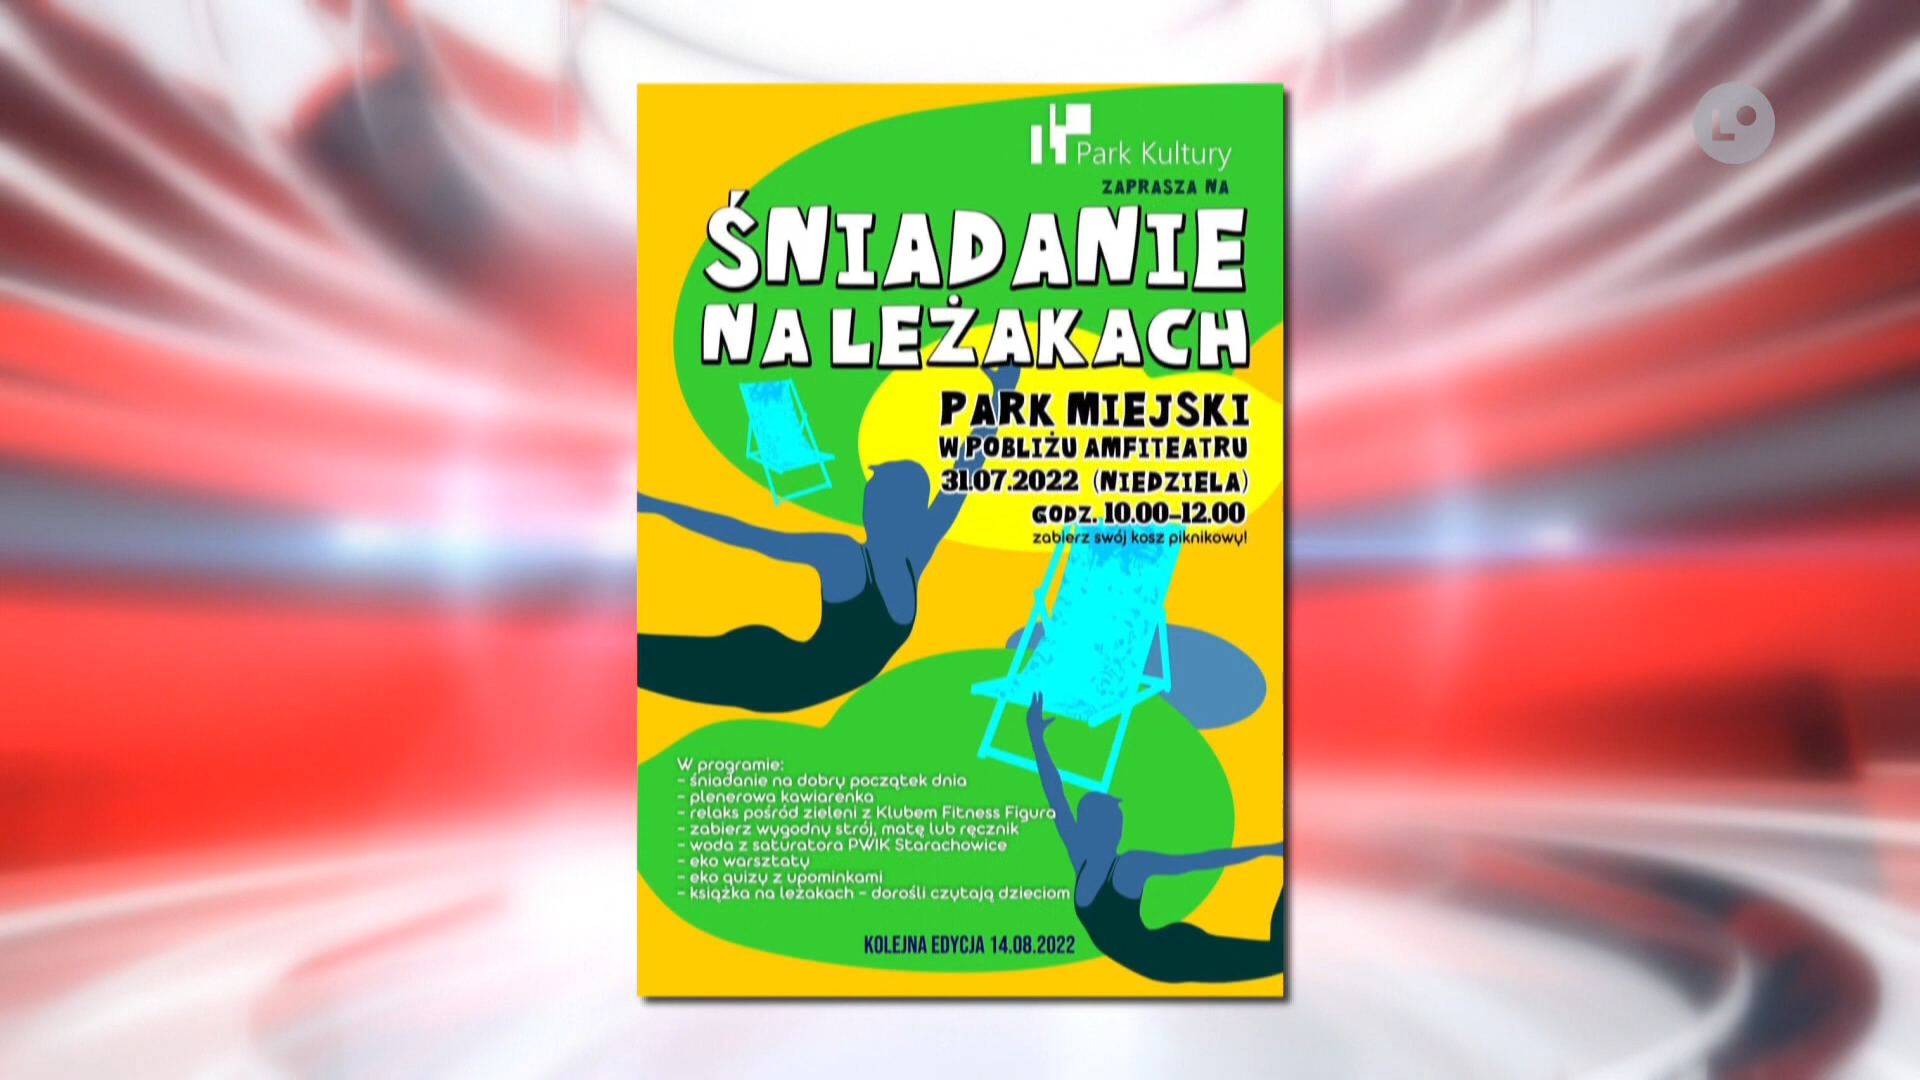 Park Kultury
ZAPRASZA NA
ŚNIADANIE
NA LEŻAKACH
PARK MIEJSKI
W POBLIŻU AMFITEATRU
31.07.2022 (NIEDZIELA)
GODZ. 10.00-12.00
zabierz swój kosz piknikowy!
W programie:
- śniadanie na dobry początek dnia
- plenerowa kawiarenka
- relaks pośród zieleni z Klubem Fitness Figura
- zabierz wygodny strój, matę lub ręcznik
- woda z saturatora PWIK Starachowice
- eko warsztaty
- eko quizy z upominkami
- książka na leżakach - dorośli czytają dzieciom
KOLEJNA EDYCJA 14.08.2022